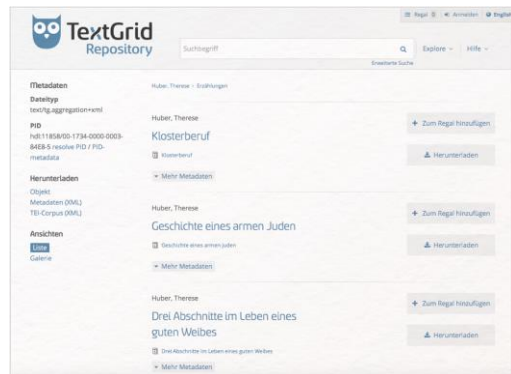 Regal
Anmelden
English
TextGrid
Repository
Suchbegriff
Explore
Hilfe
Erweiterte Suche
Metadaten
Dateityp
text/tg.aggregation+xml
PID
hdl:11858/00-1734-0000-0003-
84E8-5 resolve PID / PID-
metadata
Herunterladen
Objekt
Metadaten (XML)
TEI-Corpus (XML)
Ansichten
Liste
Galerie
Huber, Therese > Erzählungen
Huber, Therese
Klosterberuf
Klosterberuf
Mehr Metadaten
+ Zum Regal hinzufügen
Herunterladen
Huber, Therese
Geschichte eines armen Juden
Geschichte eines armen Juden
Mehr Metadaten
+ Zum Regal hinzufügen
Herunterladen
Huber, Therese
Drei Abschnitte im Leben eines
guten Weibes
Drei Abschnitte im Leben eines guten Weibes
Mehr Metadaten
+ Zum Regal hinzufügen
Herunterladen